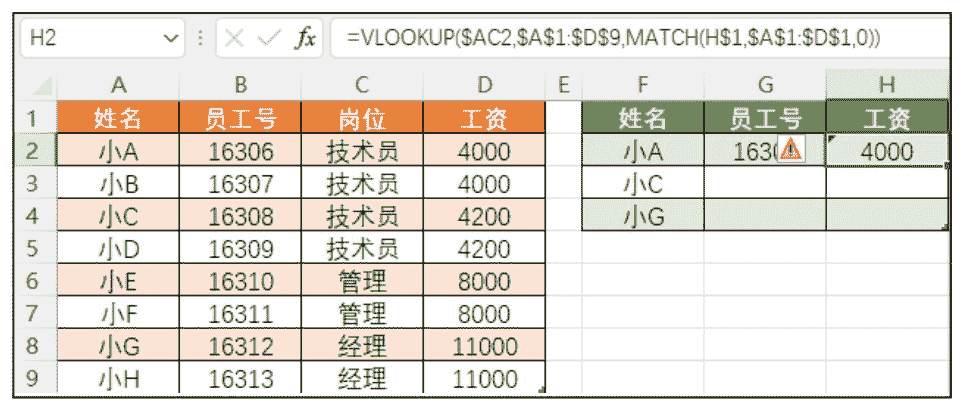 H2 fx =VLOOKUP($AC2,$A$1:$D$9,MATCH(H$1,$A$1:$D$1,0))
A B C D E F G H
1 姓名 员工号 岗位 工资 姓名 员工号 工资
2 小A 16306 技术员 4000 小A 4000
3 小B 16307 技术员 4000 小C
4 小C 16308 技术员 4200 小G
5 小D 16309 技术员 4200
6 小E 16310 管理 8000
7 小F 16311 管理 8000
8 小G 16312 经理 11000
9 小H 16313 经理 11000